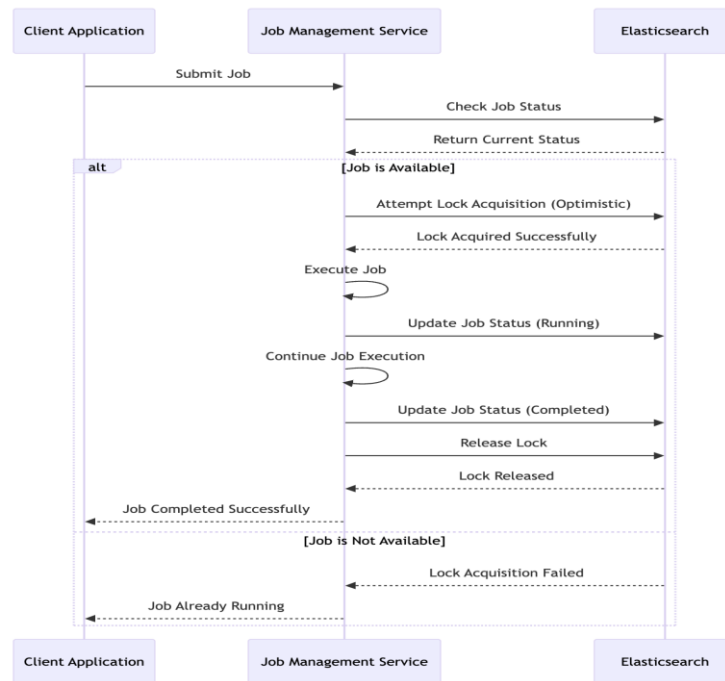 Client Application
Job Management Service
Elasticsearch
Submit Job
Check Job Status
Return Current Status
alt
[Job is Available]
Attempt Lock Acquisition (Optimistic)
Lock Acquired Successfully
Execute Job
Update Job Status (Running)
Continue Job Execution
Update Job Status (Completed)
Release Lock
Lock Released
Job Completed Successfully
[Job is Not Available]
Lock Acquisition Failed
Job Already Running
Client Application
Job Management Service
Elasticsearch